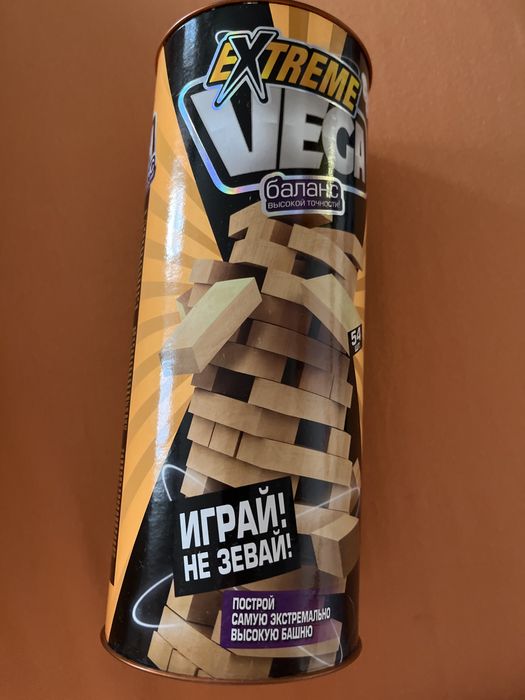 EXTREME
VEGA
баланс
ВЫСОКОЙ ТОЧНОСТИ!
54
ИГРАЙ!
НЕ ЗЕВАЙ!
ПОСТРОЙ
САМУЮ ЭКСТРЕМАЛЬНО
ВЫСОКУЮ БАШНЮ